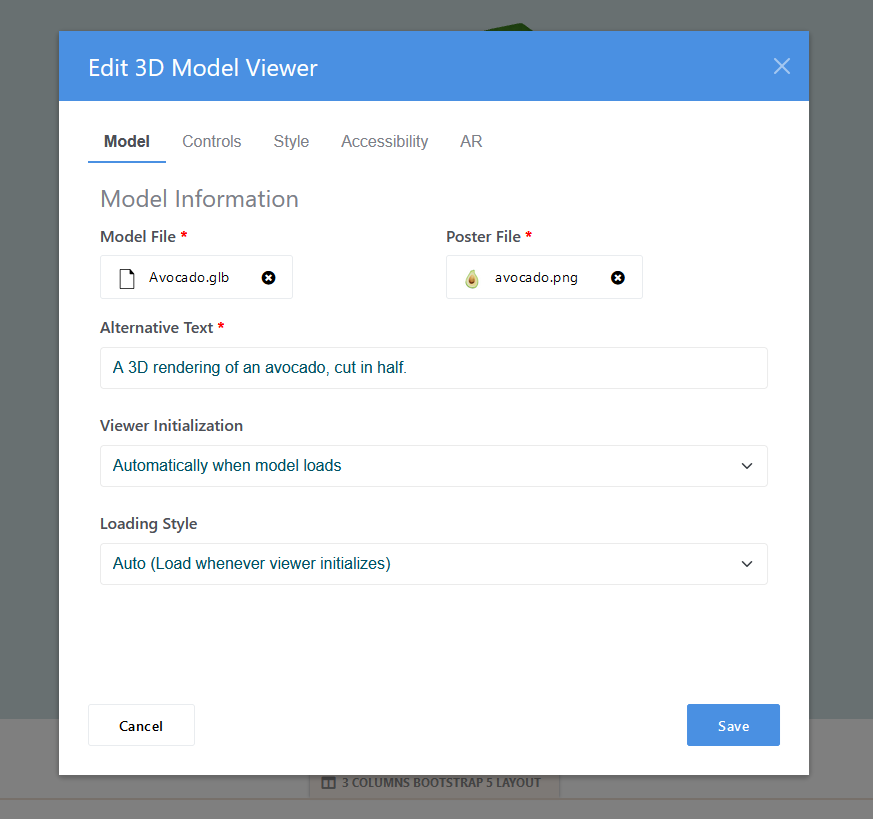 Edit 3D Model Viewer
Model Controls Style Accessibility AR
Model Information
Model File * Poster File *
Avocado.glb avocado.png
Alternative Text *
A 3D rendering of an avocado, cut in half.
Viewer Initialization
Automatically when model loads
Loading Style
Auto (Load whenever viewer initializes)
Cancel Save
3 COLUMNS BOOTSTRAP 5 LAYOUT